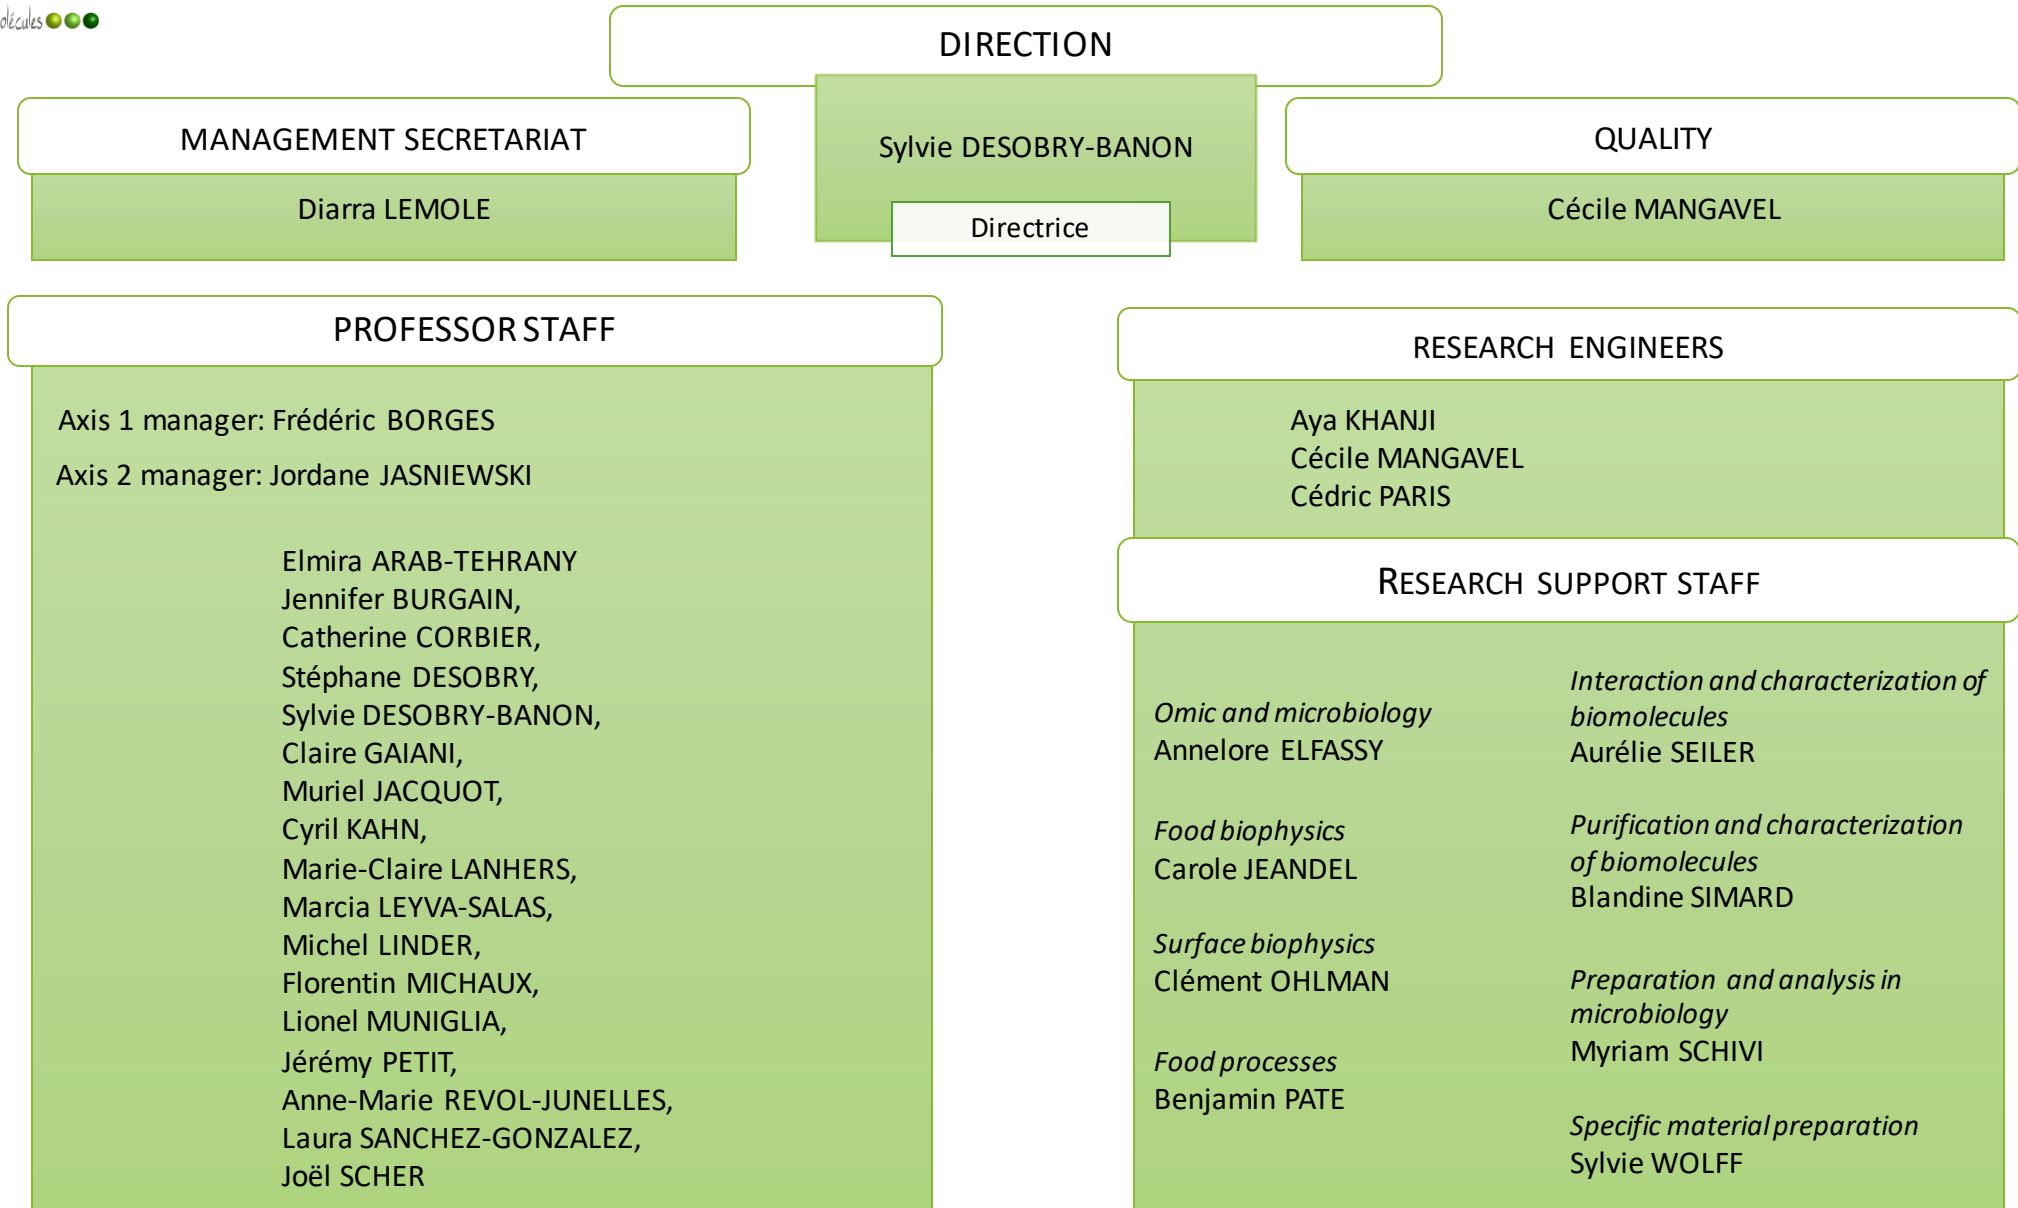 DIRECTION
Sylvie DESOBRY-BANON
Directrice
MANAGEMENT SECRETARIAT
Diarra LEMOLE
QUALITY
Cécile MANGAVEL
PROFESSOR STAFF
Axis 1 manager: Frédéric BORGES
Axis 2 manager: Jordane JASNIEWSKI
Elmira ARAB-TEHRANY
Jennifer BURGAIN,
Catherine CORBIER,
Stéphane DESOBRY,
Sylvie DESOBRY-BANON,
Claire GAIANI,
Muriel JACQUOT,
Cyril KAHN,
Marie-Claire LANHERS,
Marcia LEYVA-SALAS,
Michel LINDER,
Florentin MICHAUX,
Lionel MUNIGLIA,
Jérémy PETIT,
Anne-Marie REVOL-JUNELLES,
Laura SANCHEZ-GONZALEZ,
Joël SCHER
RESEARCH ENGINEERS
Aya KHANJI
Cécile MANGAVEL
Cédric PARIS
RESEARCH SUPPORT STAFF
Omic and microbiology
Annelore ELFASSY
Food biophysics
Carole JEANDEL
Surface biophysics
Clément OHLMAN
Food processes
Benjamin PATE
Interaction and characterization of
biomolecules
Aurélie SEILER
Purification and characterization
of biomolecules
Blandine SIMARD
Preparation and analysis in
microbiology
Myriam SCHIVI
Specific material preparation
Sylvie WOLFF